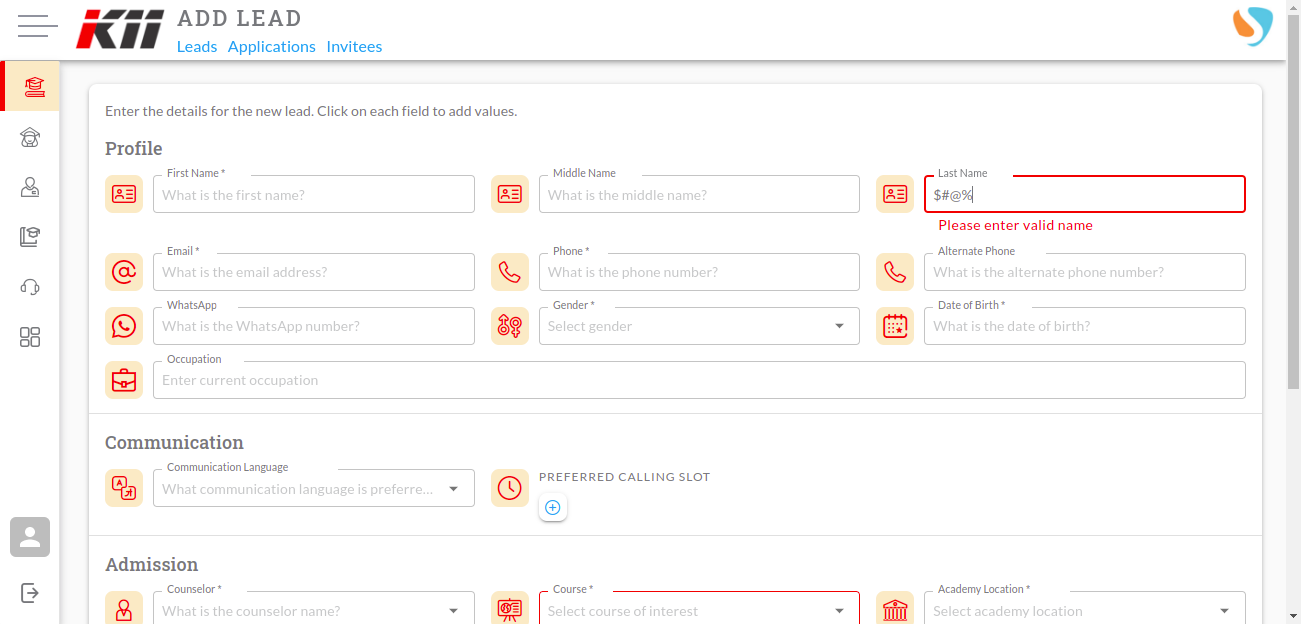 KII
ADD LEAD
Leads Applications Invitees
Enter the details for the new lead. Click on each field to add values.
Profile
First Name * Middle Name Last Name
What is the first name? What is the middle name? $#@%
Please enter valid name
Email * Phone * Alternate Phone
What is the email address? What is the phone number? What is the alternate phone number?
WhatsApp Gender * Date of Birth *
What is the WhatsApp number? Select gender What is the date of birth?
Occupation
Enter current occupation
Communication
Communication Language
What communication language is preferre... PREFERRED CALLING SLOT
Admission
Counselor * Course * Academy Location *
What is the counselor name? Select course of interest Select academy location